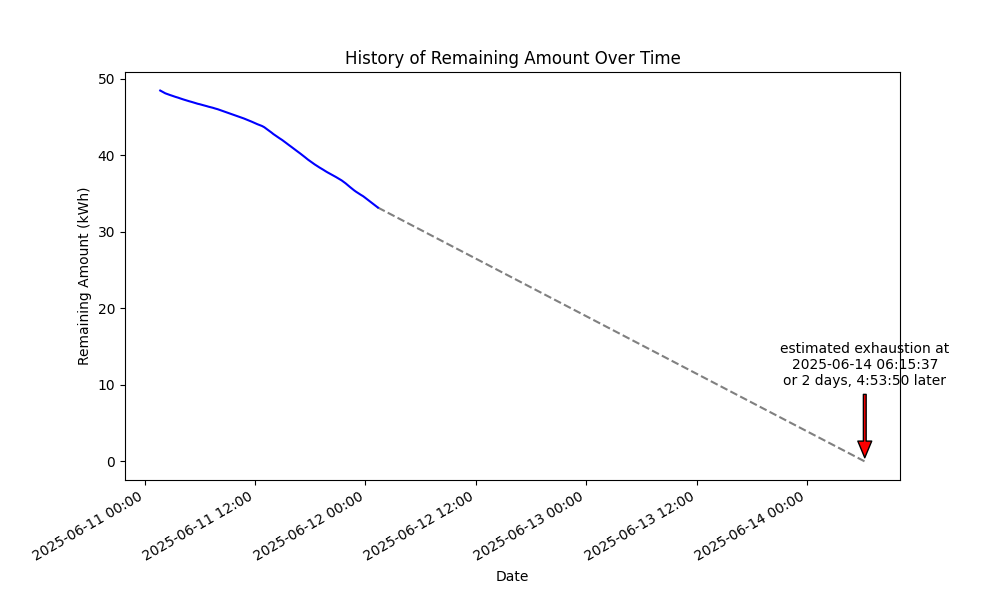 History of Remaining Amount Over Time
Remaining Amount (kWh)
50
40
30
20
10
0
estimated exhaustion at
2025-06-14 06:15:37
or 2 days, 4:53:50 later
2025-06-11 00:00
2025-06-11 12:00
2025-06-12 00:00
2025-06-12 12:00
2025-06-13 00:00
2025-06-13 12:00
2025-06-14 00:00
Date